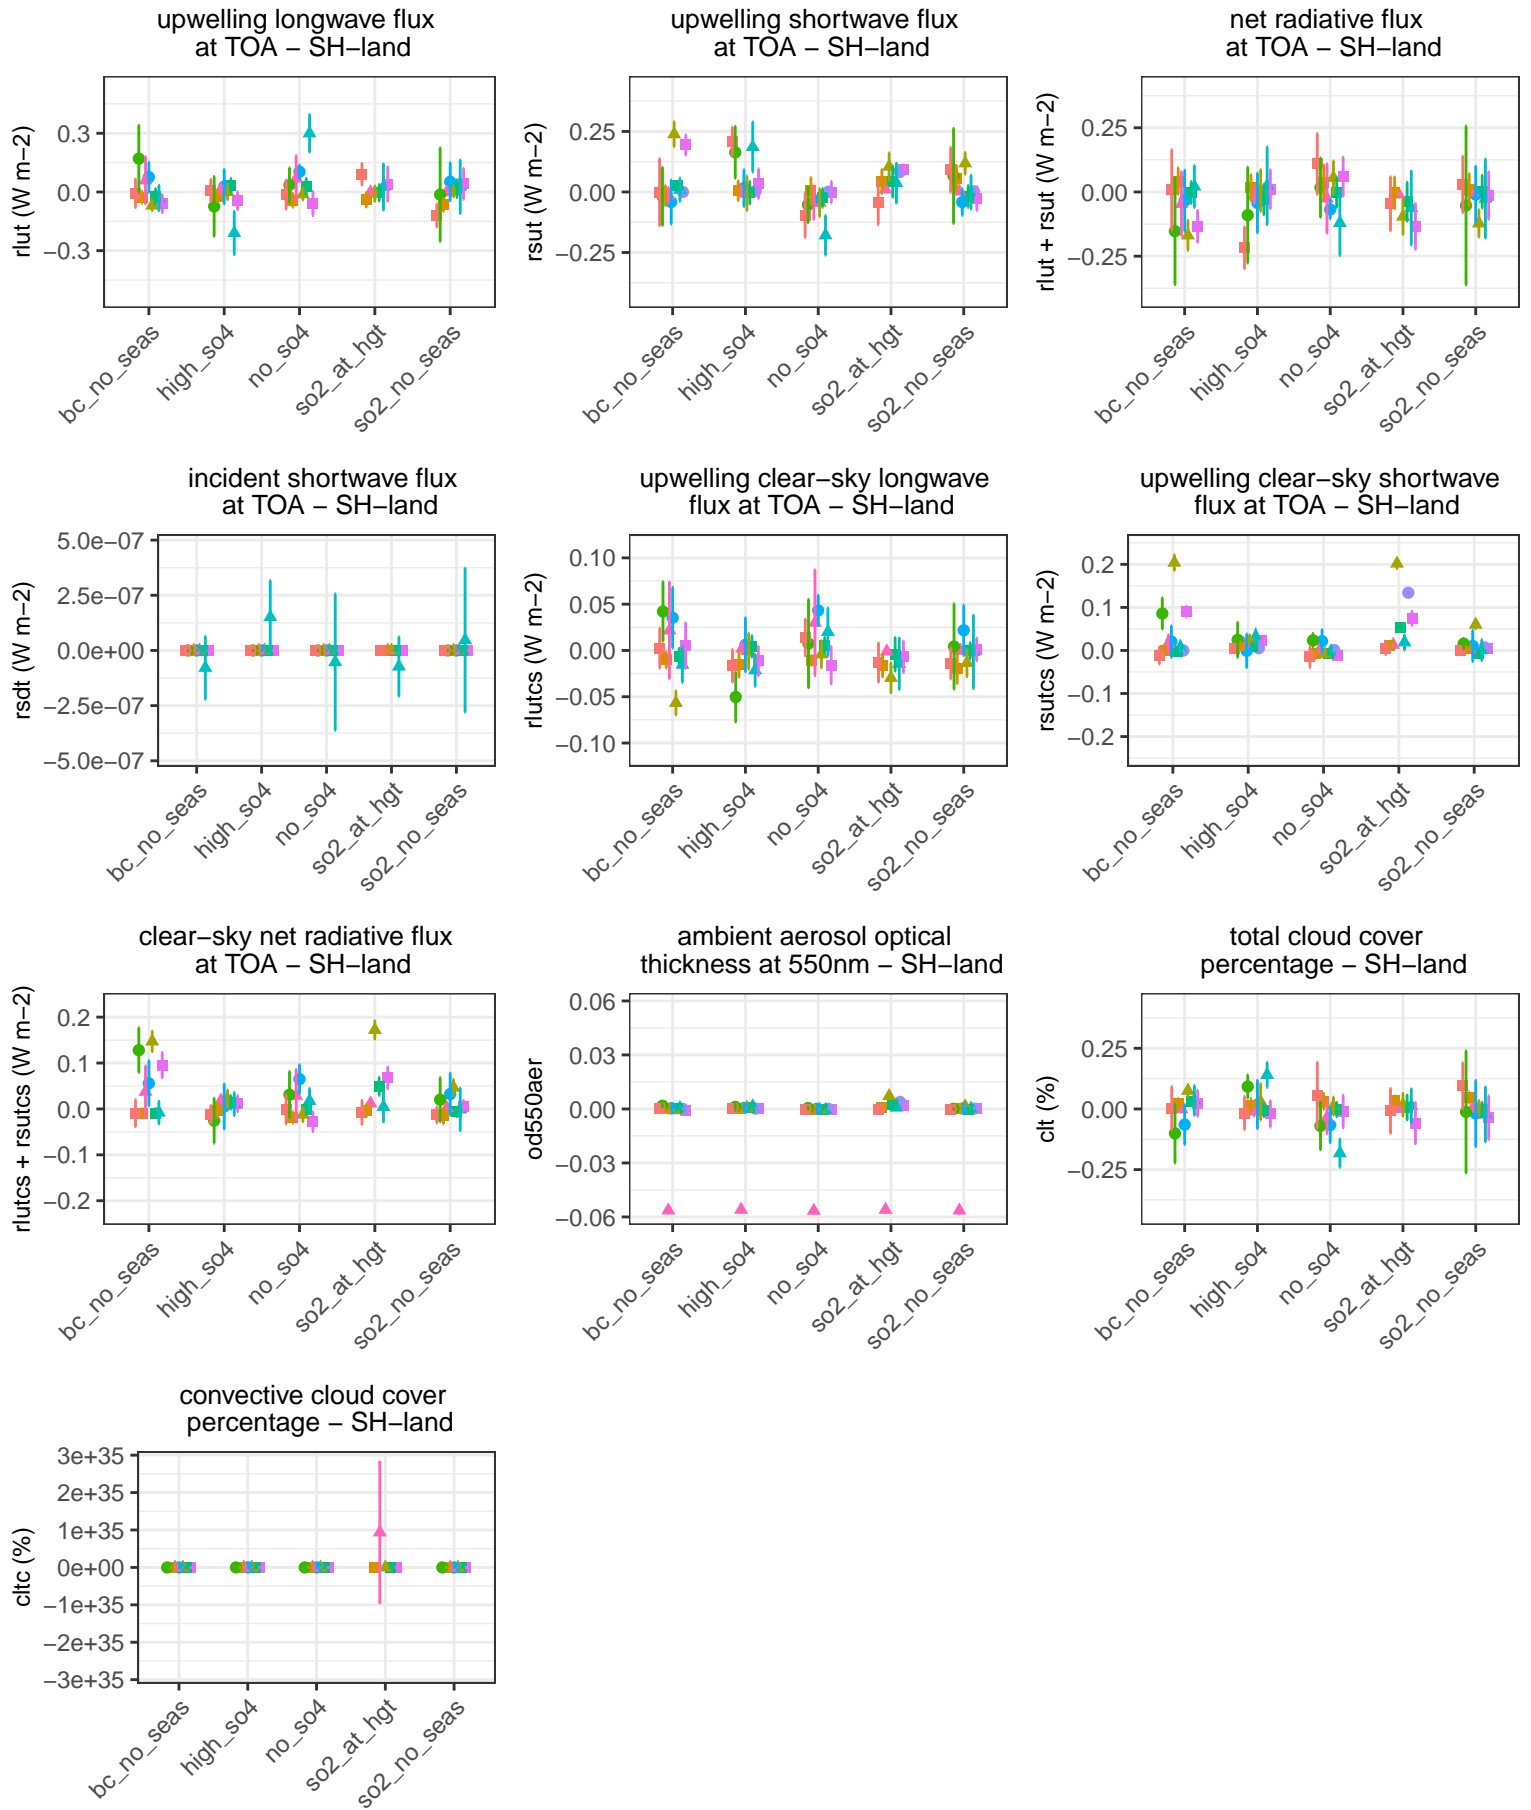 upwelling longwave flux
at TOA − SH−land
rlut (W m−2)
0.3
0.0
−0.3
bc_no_seas
high_so4
no_so4
so2_at_hgt
so2_no_seas
upwelling shortwave flux
at TOA − SH−land
rsut (W m−2)
0.25
0.00
−0.25
bc_no_seas
high_so4
no_so4
so2_at_hgt
so2_no_seas
net radiative flux
at TOA − SH−land
rlut + rsut (W m−2)
0.25
0.00
−0.25
bc_no_seas
high_so4
no_so4
so2_at_hgt
so2_no_seas
incident shortwave flux
at TOA − SH−land
rsdt (W m−2)
5.0e−07
2.5e−07
0.0e+00
−2.5e−07
−5.0e−07
bc_no_seas
high_so4
no_so4
so2_at_hgt
so2_no_seas
upwelling clear−sky longwave
flux at TOA − SH−land
rlutcs (W m−2)
0.10
0.05
0.00
−0.05
−0.10
bc_no_seas
high_so4
no_so4
so2_at_hgt
so2_no_seas
upwelling clear−sky shortwave
flux at TOA − SH−land
rsutcs (W m−2)
0.2
0.1
0.0
−0.1
−0.2
bc_no_seas
high_so4
no_so4
so2_at_hgt
so2_no_seas
clear−sky net radiative flux
at TOA − SH−land
rlutcs + rsutcs (W m−2)
0.2
0.1
0.0
−0.1
−0.2
bc_no_seas
high_so4
no_so4
so2_at_hgt
so2_no_seas
ambient aerosol optical
thickness at 550nm − SH−land
od550aer
0.06
0.03
0.00
−0.03
−0.06
bc_no_seas
high_so4
no_so4
so2_at_hgt
so2_no_seas
total cloud cover
percentage − SH−land
clt (%)
0.25
0.00
−0.25
bc_no_seas
high_so4
no_so4
so2_at_hgt
so2_no_seas
convective cloud cover
percentage − SH−land
cltc (%)
3e+35
2e+35
1e+35
0e+00
−1e+35
−2e+35
−3e+35
bc_no_seas
high_so4
no_so4
so2_at_hgt
so2_no_seas